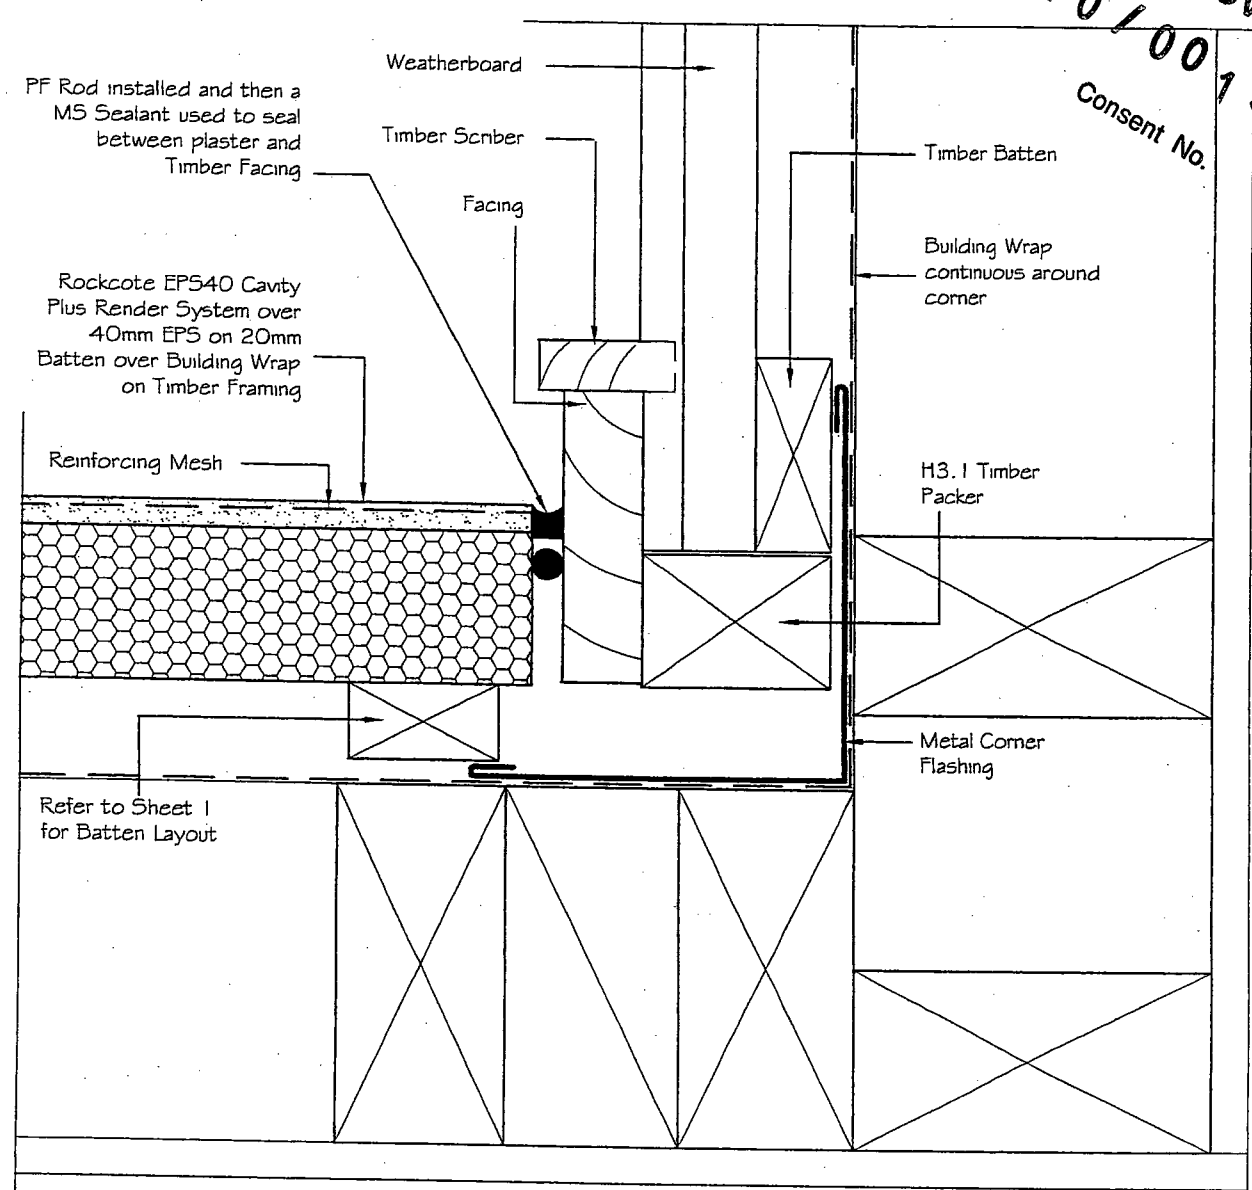 Consent No.
Weatherboard
PF Rod installed and then a
MS Sealant used to seal
between plaster and
Timber Facing
Timber Scriber
Timber Batten
Facing
Building Wrap
continuous around
corner
Rockcote EPS40 Cavity
Plus Render System over
40mm EPS on 20mm
Batten over Building Wrap
on Timber Framing
Reinforcing Mesh
H3.1 Timber
Packer
Metal Corner
Flashing
Refer to Sheet 1
for Batten Layout